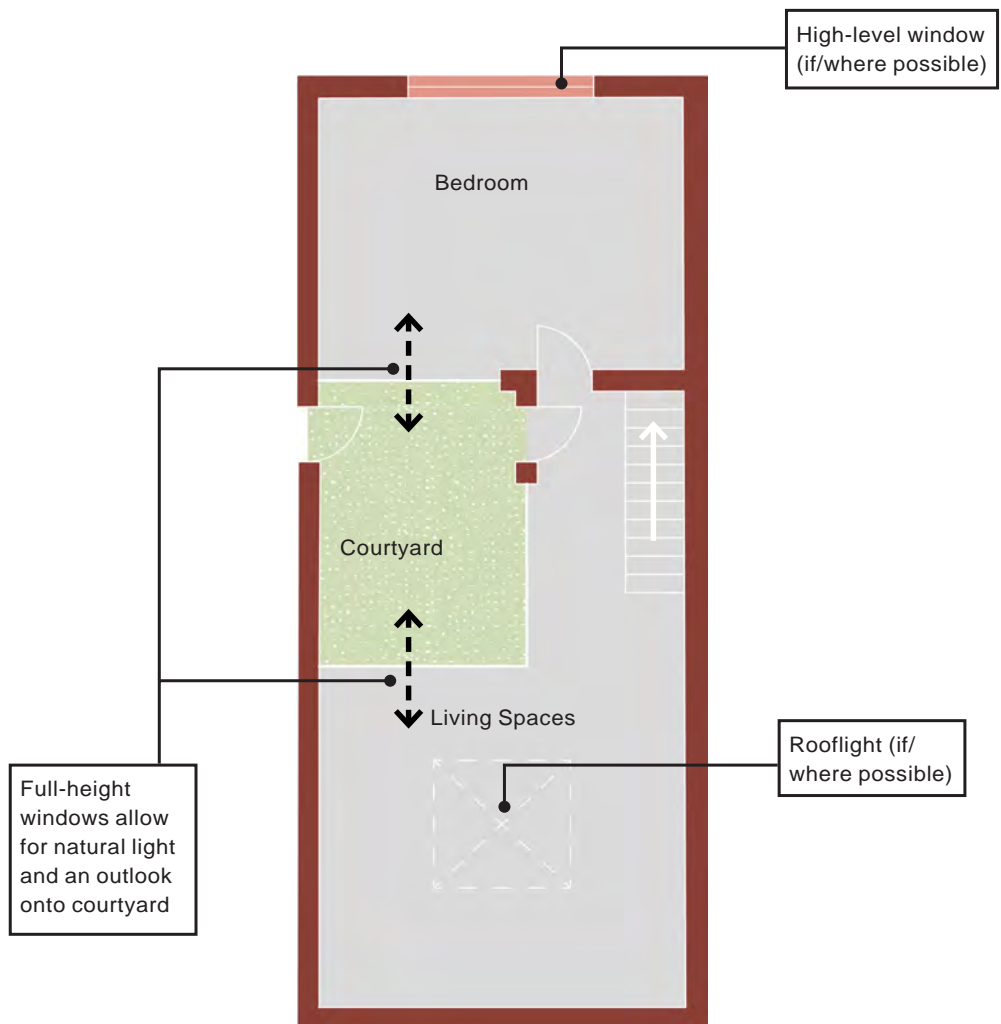 High-level window
(if/where possible)
Bedroom
Courtyard
Living Spaces
Rooflight (if/
where possible)
Full-height
windows allow
for natural light
and an outlook
onto courtyard